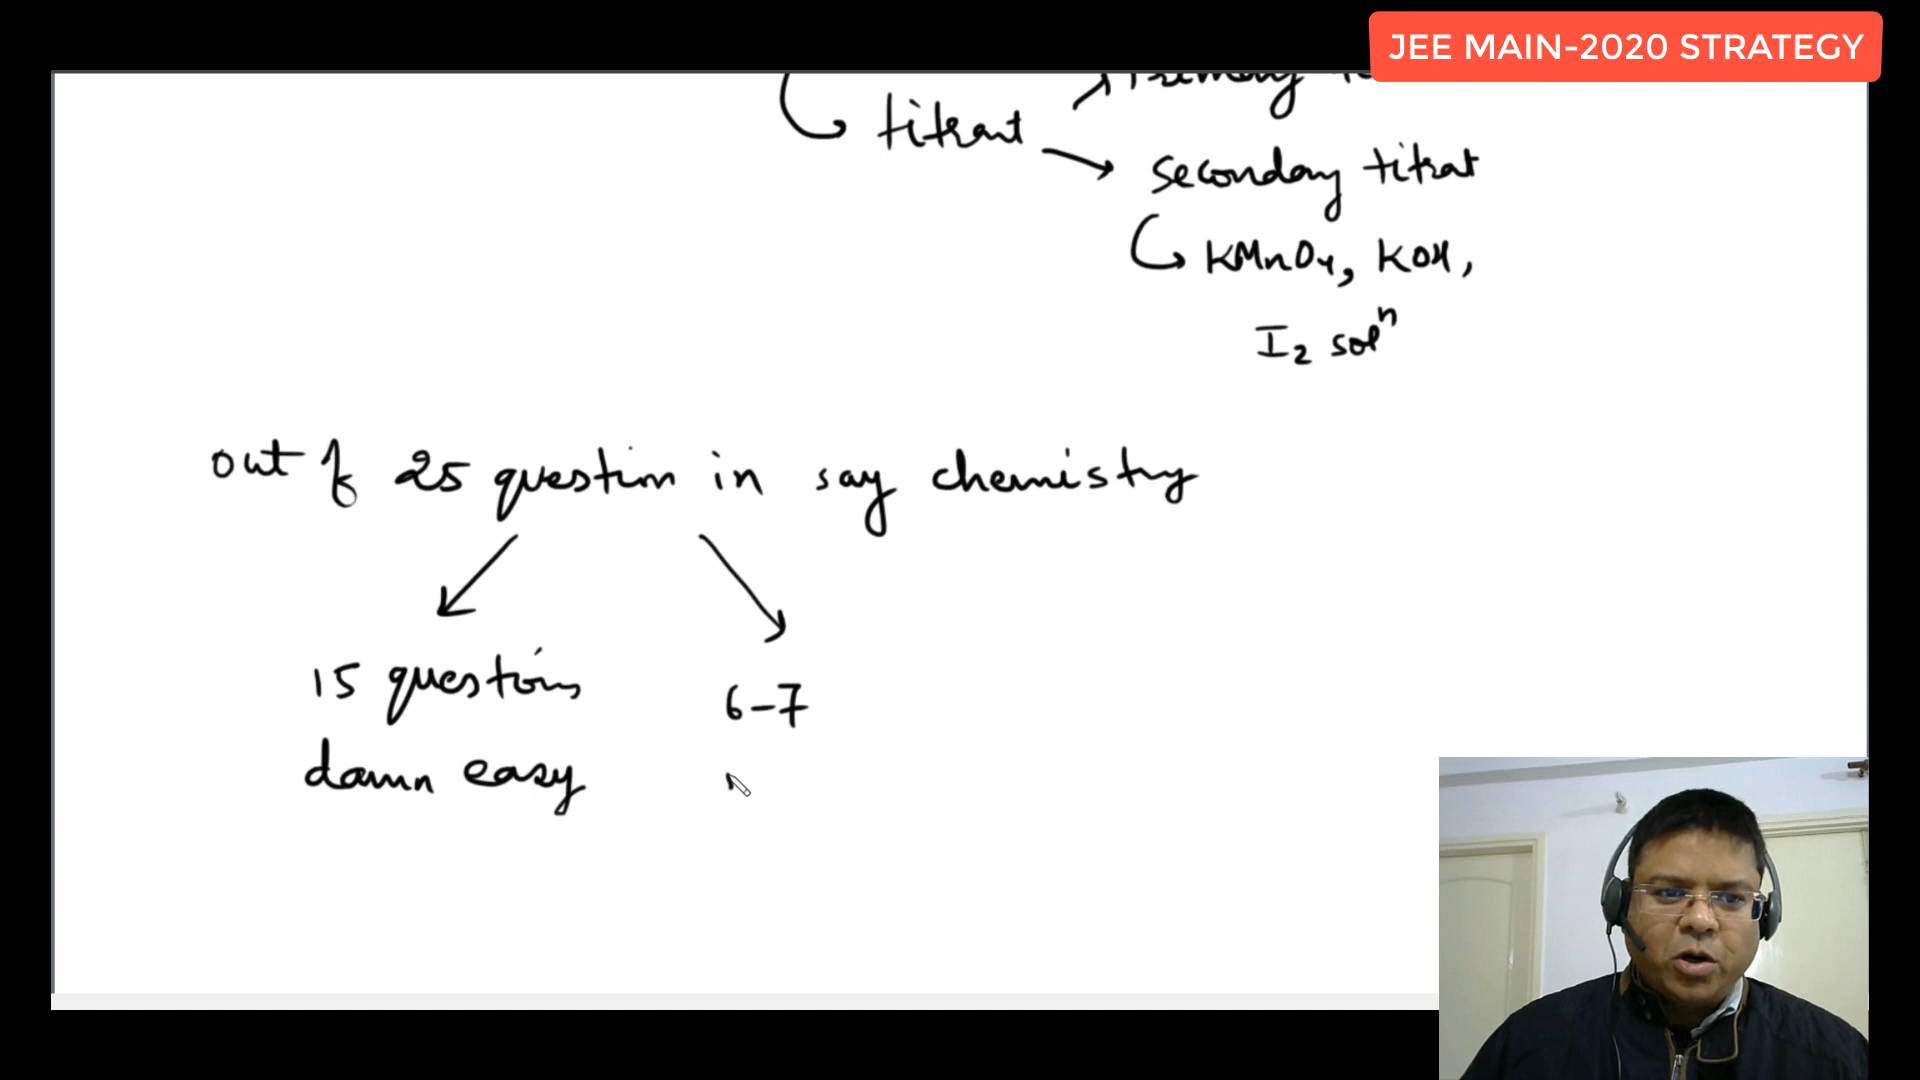 JEE MAIN-2020 STRATEGY
titrant
secondary titrat
KMnO4, KOH,
I2 solⁿ
out of 25 question in say chemistry
15 questions
6-7
damn easy